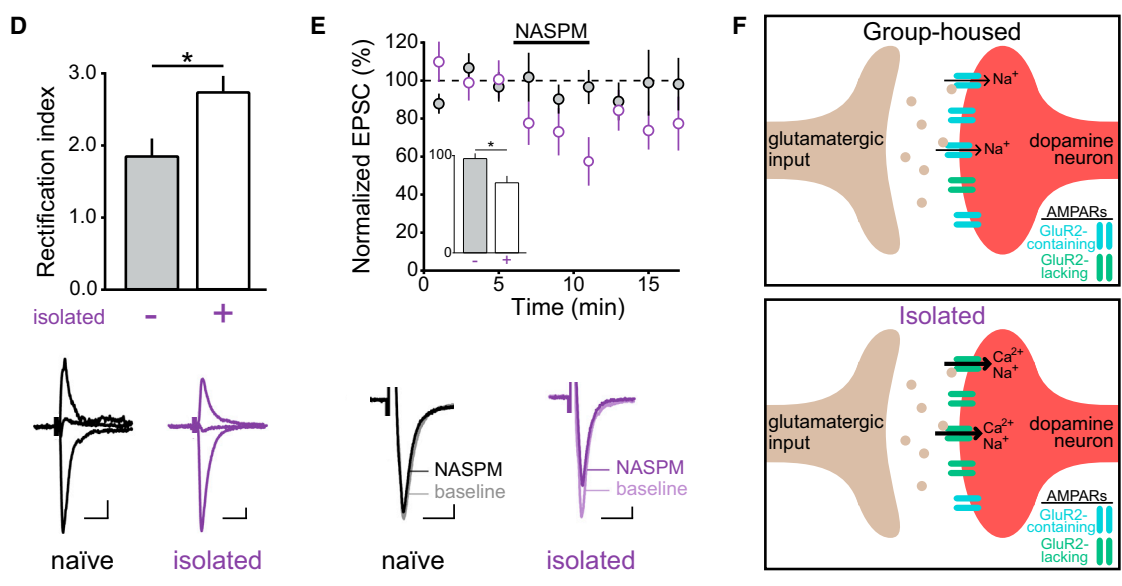 D
*
Rectification index
3.0
2.0
1.0
0.0
isolated
-
+
naïve
isolated
E
NASPM
Normalized EPSC (%)
120
100
80
60
40
20
0
100
*
0
-
+
0
5
10
15
Time (min)
NASPM
baseline
naïve
NASPM
baseline
isolated
F
Group-housed
Na+
Na+
glutamatergic
input
dopamine
neuron
AMPARs
GluR2-
containing
GluR2-
lacking
Isolated
Ca2+
Na+
Ca2+
Na+
glutamatergic
input
dopamine
neuron
AMPARs
GluR2-
containing
GluR2-
lacking